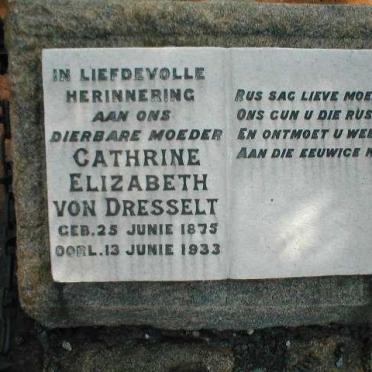 IN LIEFDEVOLLE
HERINNERING
AAN ONS
DIERBARE MOEDER
CATHRINE
ELIZABETH
VON DRESSELT
GEB. 25 JUNIE 1875
OORL. 13 JUNIE 1933
RUS SAG LIEVE
ONS GUN U DIE RUS
EN ONTMOET U
AAN DIE EEUWIGE